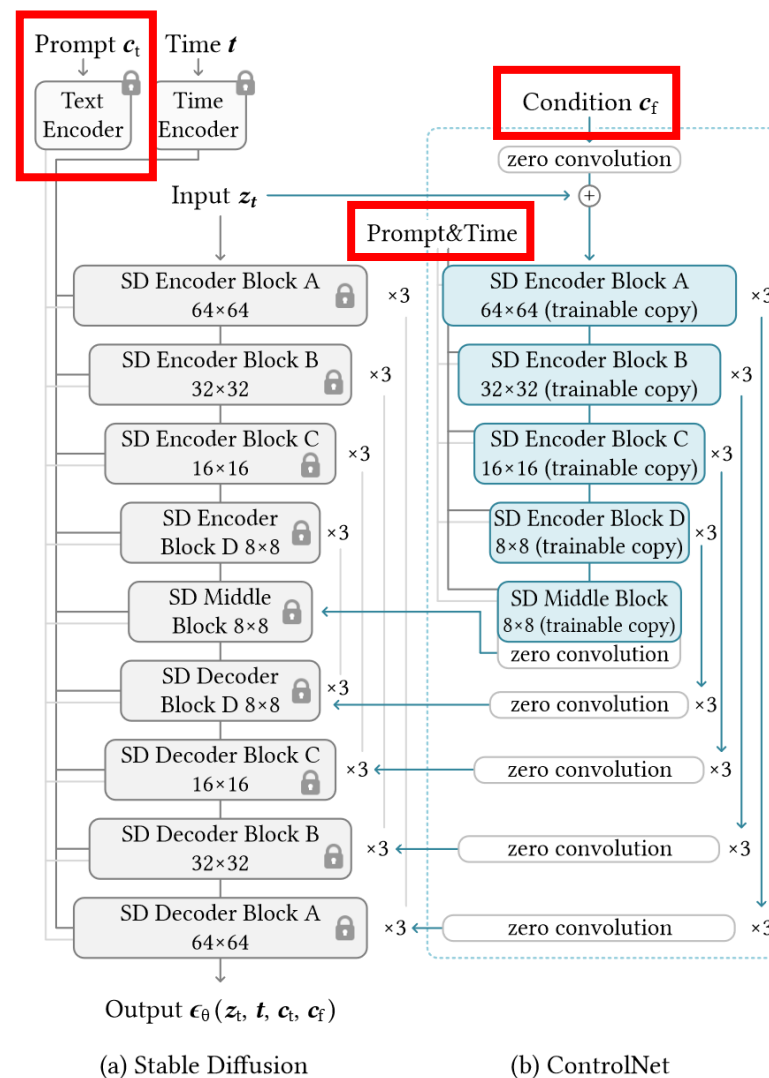 Prompt cₜ
Time t
Text
Encoder
Time
Encoder
Condition c_f
zero convolution
Input zₜ
+
Prompt&Time
SD Encoder Block A
64×64
×3
SD Encoder Block A
64×64 (trainable copy)
×3
SD Encoder Block B
32×32
×3
SD Encoder Block B
32×32 (trainable copy)
×3
SD Encoder Block C
16×16
×3
SD Encoder Block C
16×16 (trainable copy)
×3
SD Encoder
Block D 8×8
×3
SD Encoder Block D
8×8 (trainable copy)
×3
SD Middle
Block 8×8
SD Middle Block
8×8 (trainable copy)
zero convolution
SD Decoder
Block D 8×8
×3
zero convolution
×3
SD Decoder Block C
16×16
×3
zero convolution
×3
SD Decoder Block B
32×32
×3
zero convolution
×3
SD Decoder Block A
64×64
×3
zero convolution
×3
Output ϵ_θ(zₜ, t, cₜ, c_f)
(a) Stable Diffusion
(b) ControlNet